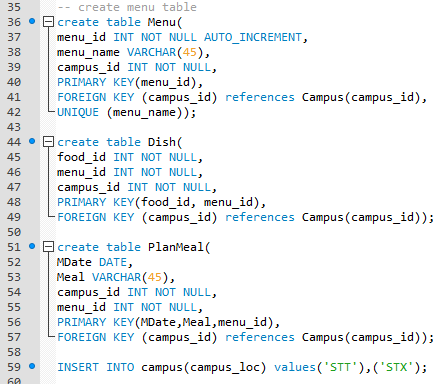 35 -- create menu table
36 create table Menu(
37 menu_id INT NOT NULL AUTO_INCREMENT,
38 menu_name VARCHAR(45),
39 campus_id INT NOT NULL,
40 PRIMARY KEY(menu_id),
41 FOREIGN KEY (campus_id) references Campus(campus_id),
42 UNIQUE (menu_name));
43
44 create table Dish(
45 food_id INT NOT NULL,
46 menu_id INT NOT NULL,
47 campus_id INT NOT NULL,
48 PRIMARY KEY(food_id, menu_id),
49 FOREIGN KEY (campus_id) references Campus(campus_id));
50
51 create table PlanMeal(
52 MDate DATE,
53 Meal VARCHAR(45),
54 campus_id INT NOT NULL,
55 menu_id INT NOT NULL,
56 PRIMARY KEY(MDate,Meal,menu_id),
57 FOREIGN KEY (campus_id) references Campus(campus_id));
58
59 INSERT INTO campus(campus_loc) values('STT'),('STX');
60